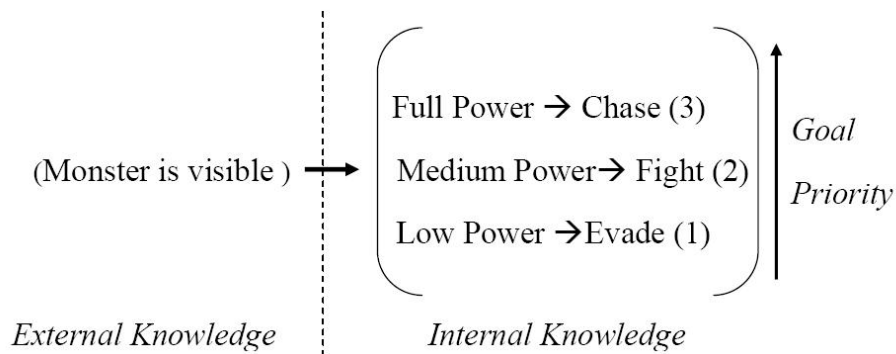 Full Power → Chase (3)
Goal
(Monster is visible )
Medium Power→ Fight (2)
Priority
Low Power →Evade (1)
External Knowledge
Internal Knowledge